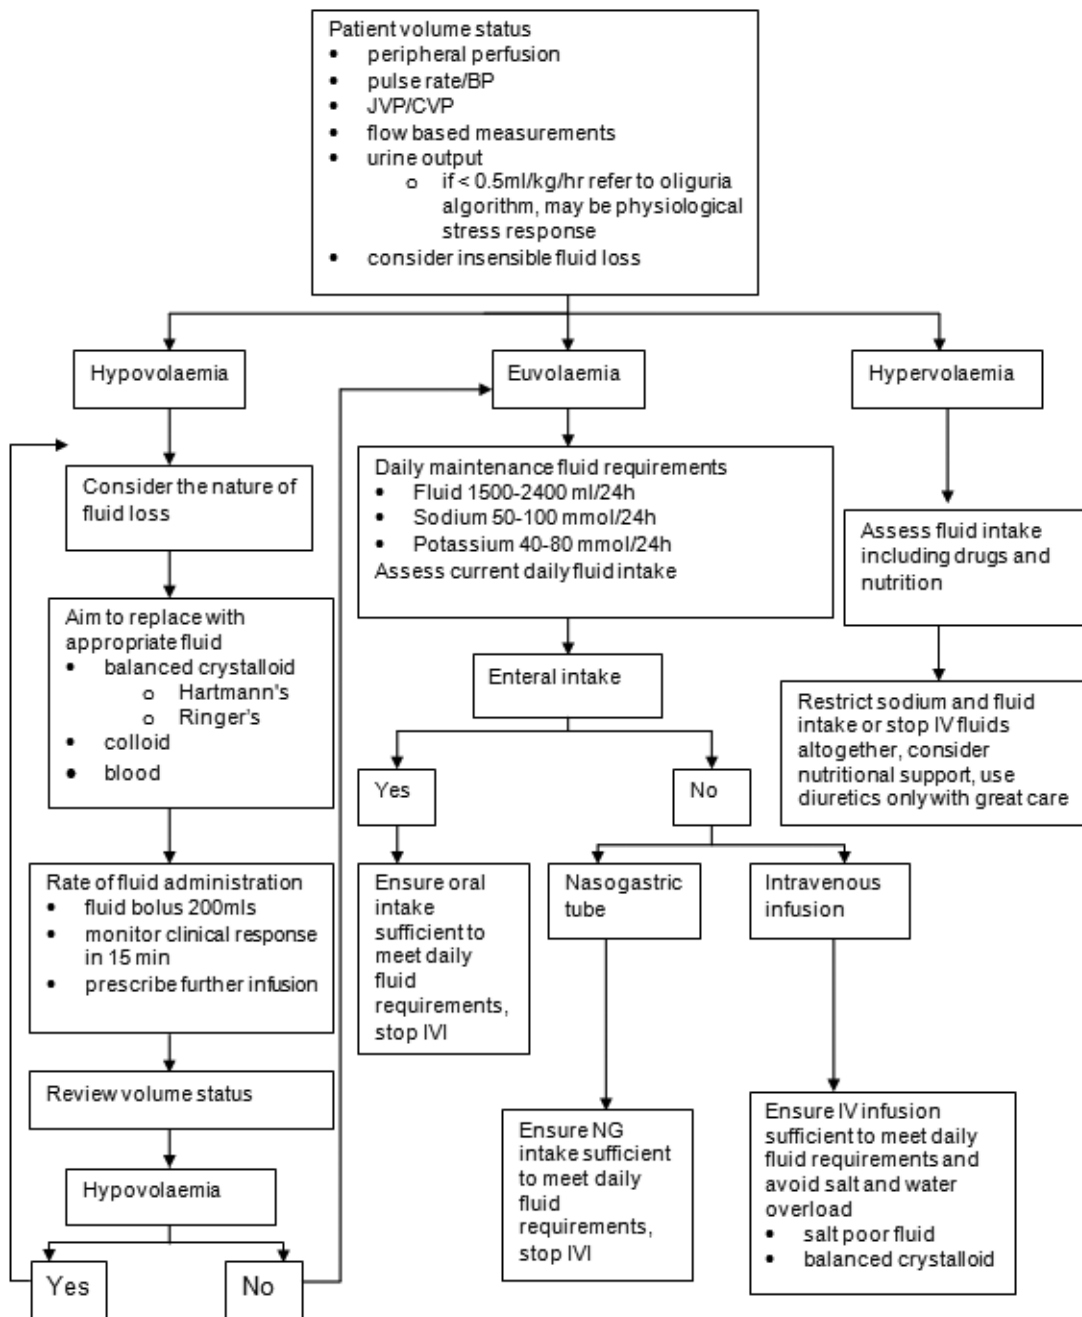 Patient volume status
• peripheral perfusion
• pulse rate/BP
• JVP/CVP
• flow based measurements
• urine output
o if < 0.5ml/kg/hr refer to oliguria
algorithm, may be physiological
stress response
• consider insensible fluid loss
Hypovolaemia
Euvolaemia
Hypervolaemia
Consider the nature of
fluid loss
Aim to replace with
appropriate fluid
• balanced crystalloid
o Hartmann's
o Ringer's
• colloid
• blood
Rate of fluid administration
• fluid bolus 200mls
• monitor clinical response
in 15 min
• prescribe further infusion
Review volume status
Hypovolaemia
Yes
No
Daily maintenance fluid requirements
• Fluid 1500-2400 ml/24h
• Sodium 50-100 mmol/24h
• Potassium 40-80 mmol/24h
Assess current daily fluid intake
Enteral intake
Yes
No
Ensure oral
intake
sufficient to
meet daily
fluid
requirements,
stop IVI
Nasogastric
tube
Intravenous
infusion
Ensure NG
intake sufficient
to meet daily
fluid
requirements,
stop IVI
Ensure IV infusion
sufficient to meet daily
fluid requirements and
avoid salt and water
overload
• salt poor fluid
• balanced crystalloid
Assess fluid intake
including drugs and
nutrition
Restrict sodium and fluid
intake or stop IV fluids
altogether, consider
nutritional support, use
diuretics only with great care